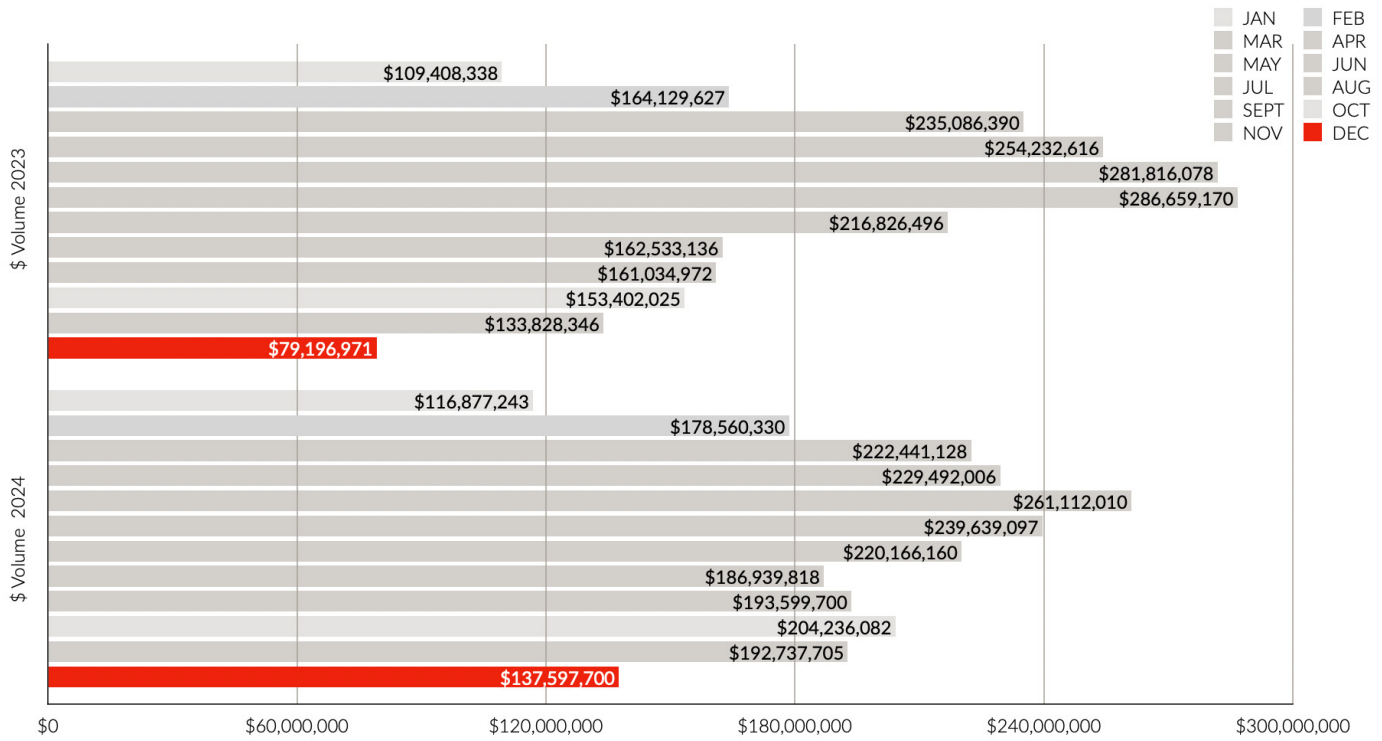 JAN FEB
MAR APR
MAY JUN
JUL AUG
SEPT OCT
NOV DEC
$ Volume 2023
$109,408,338
$164,129,627
$235,086,390
$254,232,616
$281,816,078
$286,659,170
$216,826,496
$162,533,136
$161,034,972
$153,402,025
$133,828,346
$79,196,971
$ Volume 2024
$116,877,243
$178,560,330
$222,441,128
$229,492,006
$261,112,010
$239,639,097
$220,166,160
$186,939,818
$193,599,700
$204,236,082
$192,737,705
$137,597,700
$0 $60,000,000 $120,000,000 $180,000,000 $240,000,000 $300,000,000